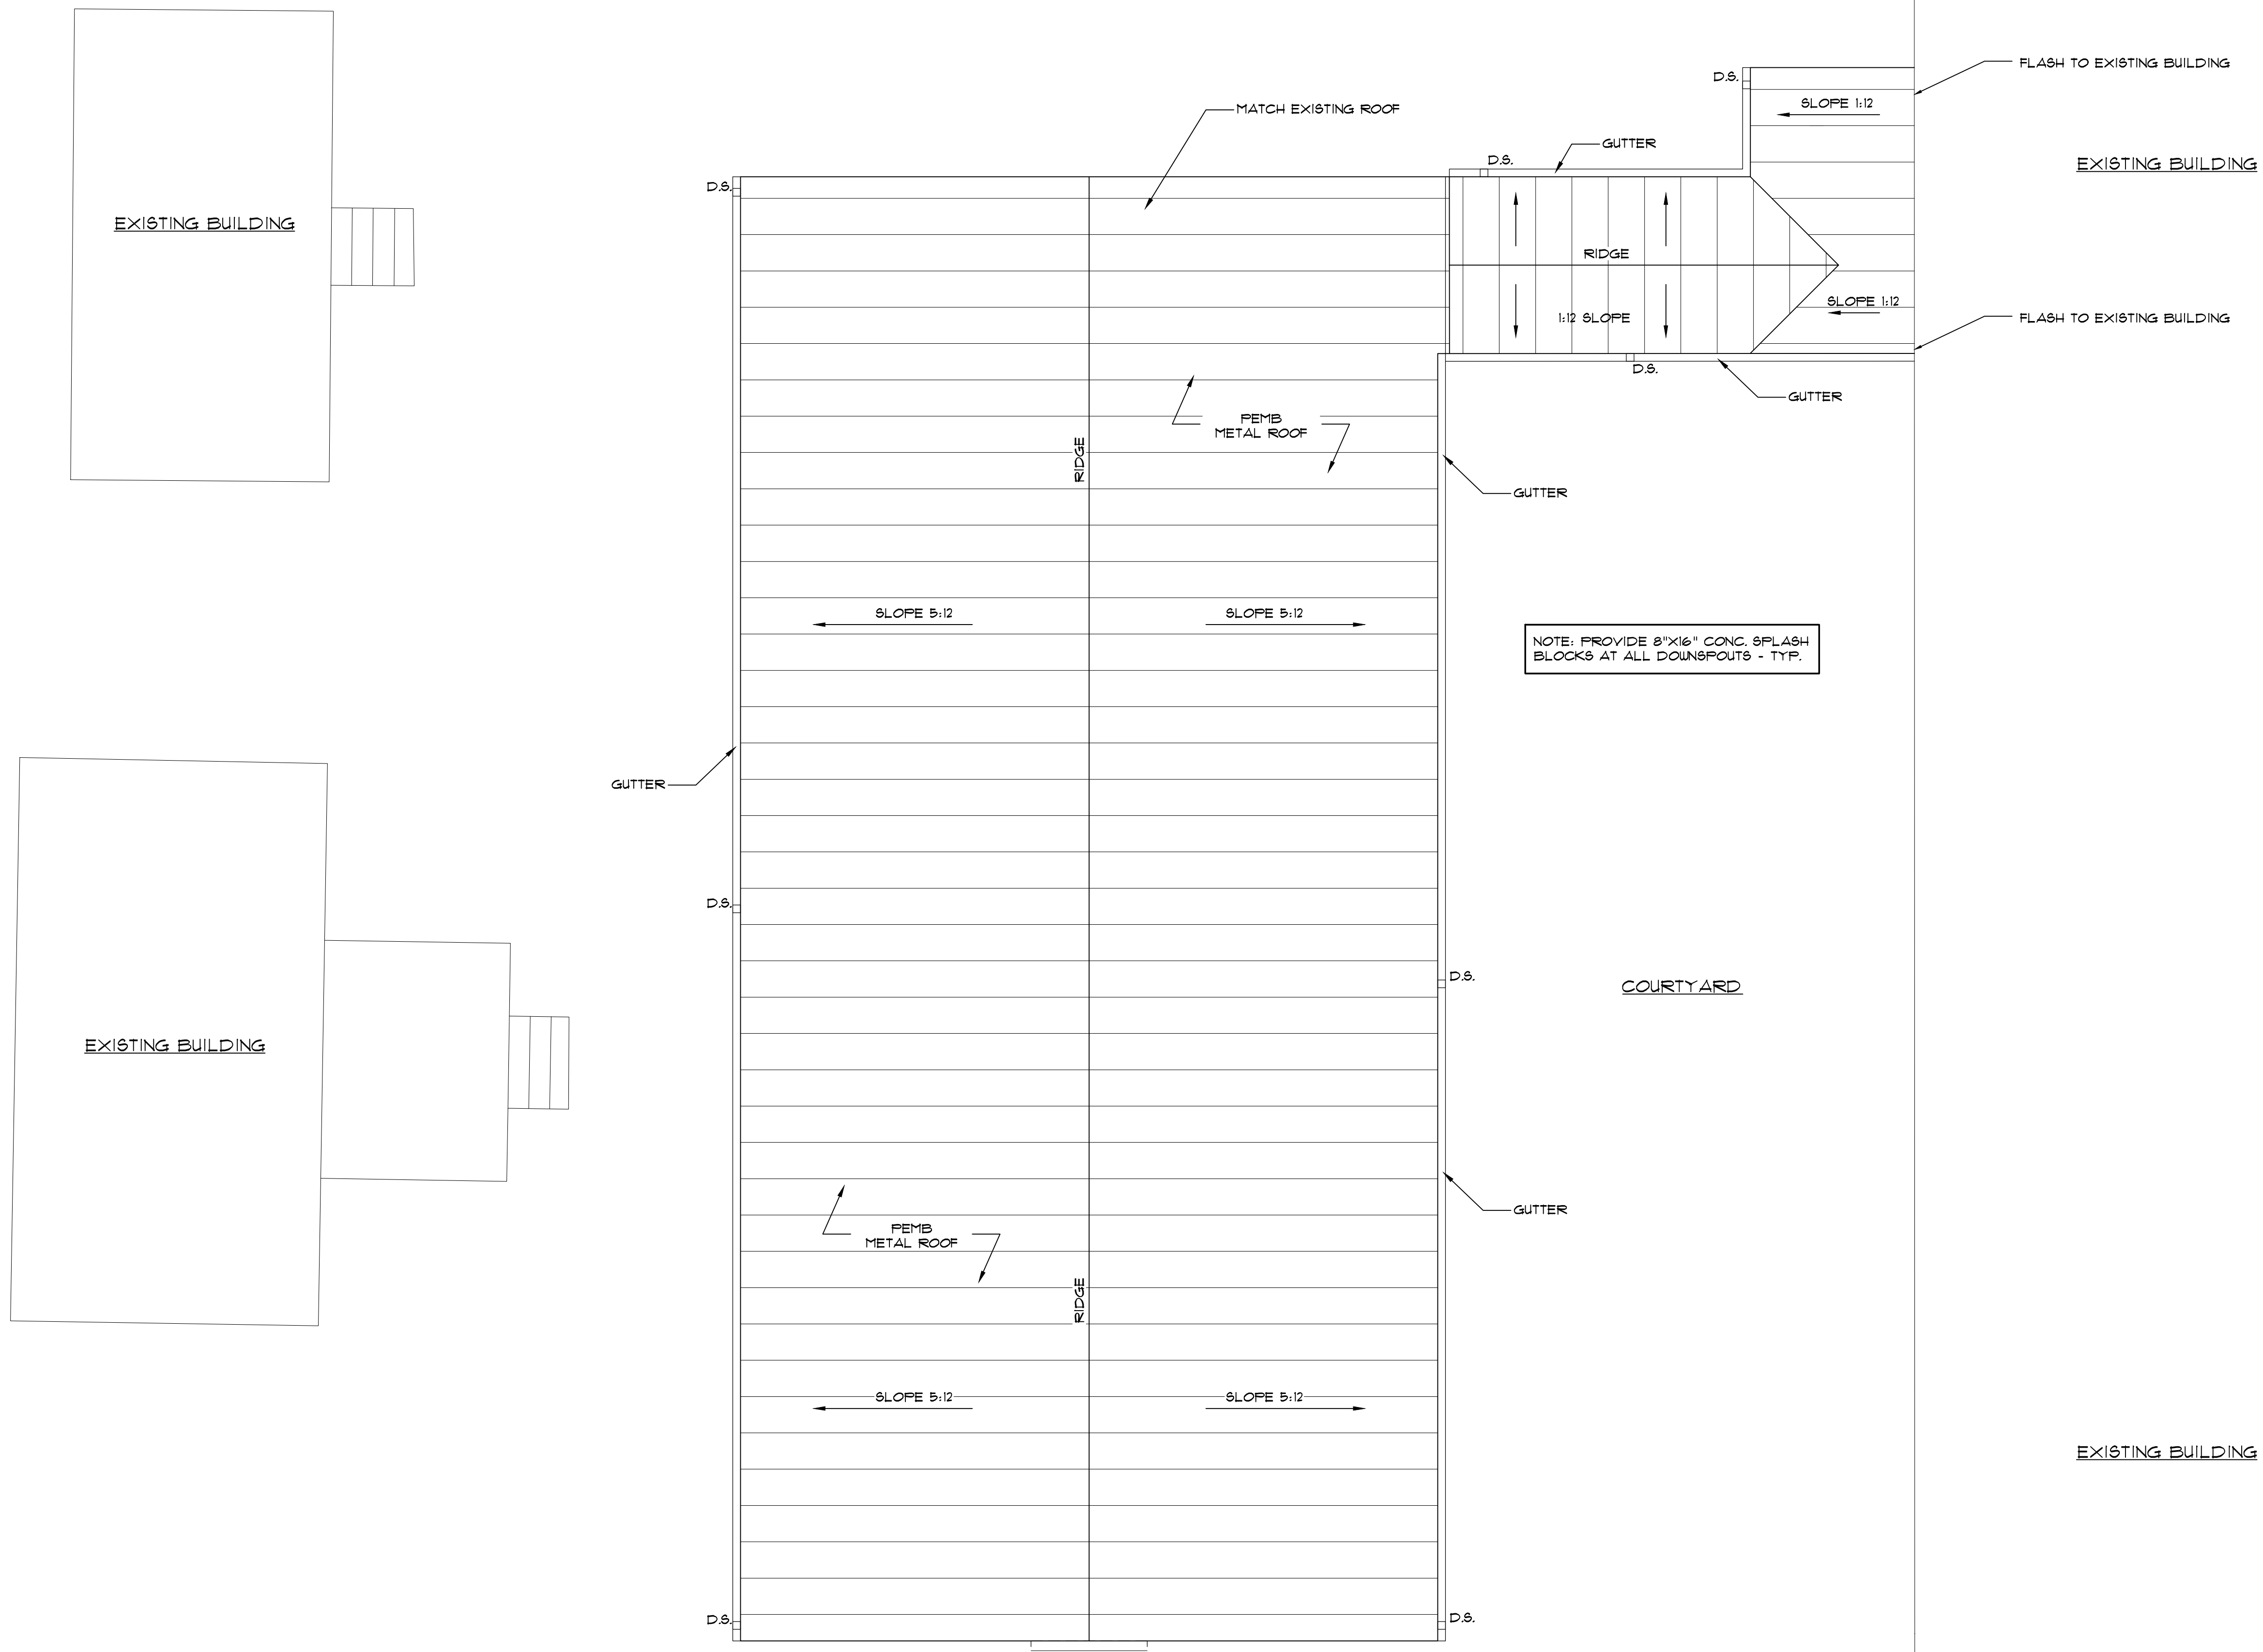 FLASH TO EXISTING BUILDING
D.S.
SLOPE 1:12
MATCH EXISTING ROOF
GUTTER
D.S.
EXISTING BUILDING
D.S.
EXISTING BUILDING
RIDGE
SLOPE 1:12
1:12 SLOPE
FLASH TO EXISTING BUILDING
D.S.
GUTTER
PEMB
METAL ROOF
RIDGE
GUTTER
SLOPE 5:12
SLOPE 5:12
NOTE: PROVIDE 8"X16" CONC. SPLASH
BLOCKS AT ALL DOWNSPOUTS - TYP.
GUTTER
D.S.
D.S.
COURTYARD
EXISTING BUILDING
GUTTER
PEMB
METAL ROOF
RIDGE
SLOPE 5:12
SLOPE 5:12
EXISTING BUILDING
D.S.
D.S.